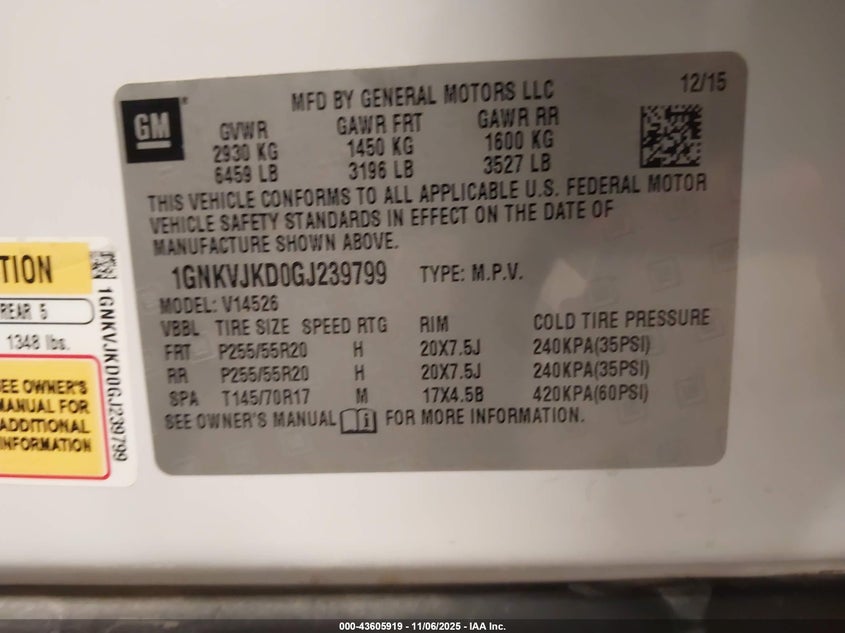 MFD BY GENERAL MOTORS LLC
12/15
GM
GVWR GAWR FRT GAWR RR
2930 KG 1450 KG 1600 KG
6459 LB 3196 LB 3527 LB
THIS VEHICLE CONFORMS TO ALL APPLICABLE U.S. FEDERAL MOTOR
VEHICLE SAFETY STANDARDS IN EFFECT ON THE DATE OF
MANUFACTURE SHOWN ABOVE.
1GNKVJKD0GJ239799 TYPE: M.P.V.
MODEL: V14526
VBBL TIRE SIZE SPEED RTG RIM COLD TIRE PRESSURE
FRT P255/55R20 H 20X7.5J 240KPA(35PSI)
RR P255/55R20 H 20X7.5J 240KPA(35PSI)
SPA T145/70R17 M 17X4.5B 420KPA(60PSI)
SEE OWNER'S MANUAL FOR MORE INFORMATION.
TION
REAR 5
1348 lbs.
SEE OWNER'S
MANUAL FOR
ADDITIONAL
INFORMATION
1GNKVJKD0GJ239799
000-43605919 - 11/06/2025 - IAA Inc.